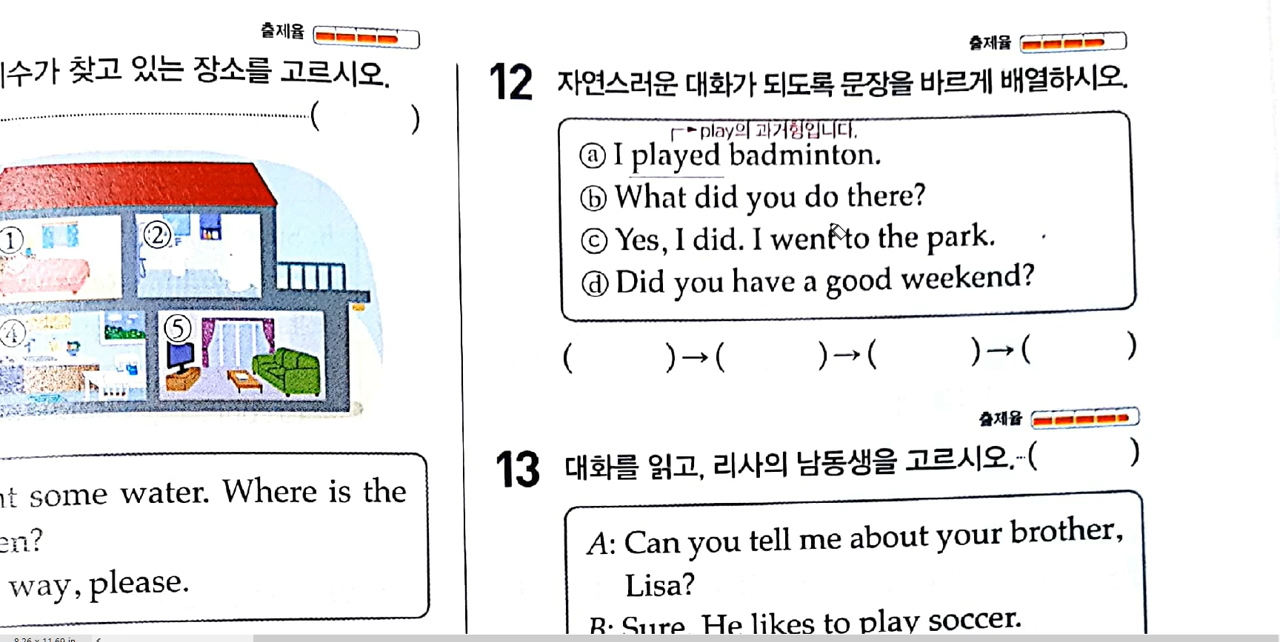 출제율
수가 찾고 있는 장소를 고르시오.
( )
①
②
④
⑤
some water. Where is the
way, please.
출제율
12 자연스러운 대화가 되도록 문장을 바르게 배열하시오.
play의 과거형입니다.
ⓐ I played badminton.
ⓑ What did you do there?
ⓒ Yes, I did. I went to the park.
ⓓ Did you have a good weekend?
( )→( )→( )→( )
출제율
13 대화를 읽고, 리사의 남동생을 고르시오. ( )
A: Can you tell me about your brother,
Lisa?
B: Sure. He likes to play soccer.